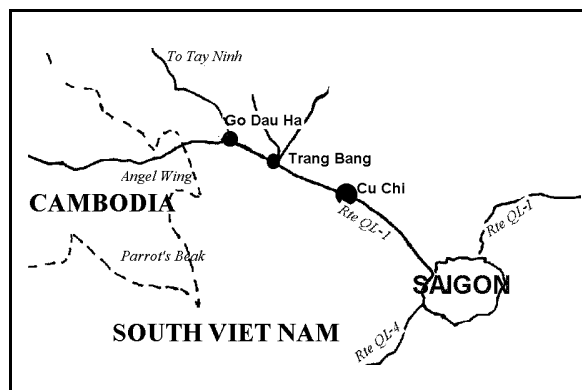 To Tay Ninh
Go Dau Ha
Trang Bang
Angel Wing
Cu Chi
CAMBODIA
Rte QL-1
Rte QL-1
Parrot's Beak
SAIGON
SOUTH VIET NAM
Rte QL-4